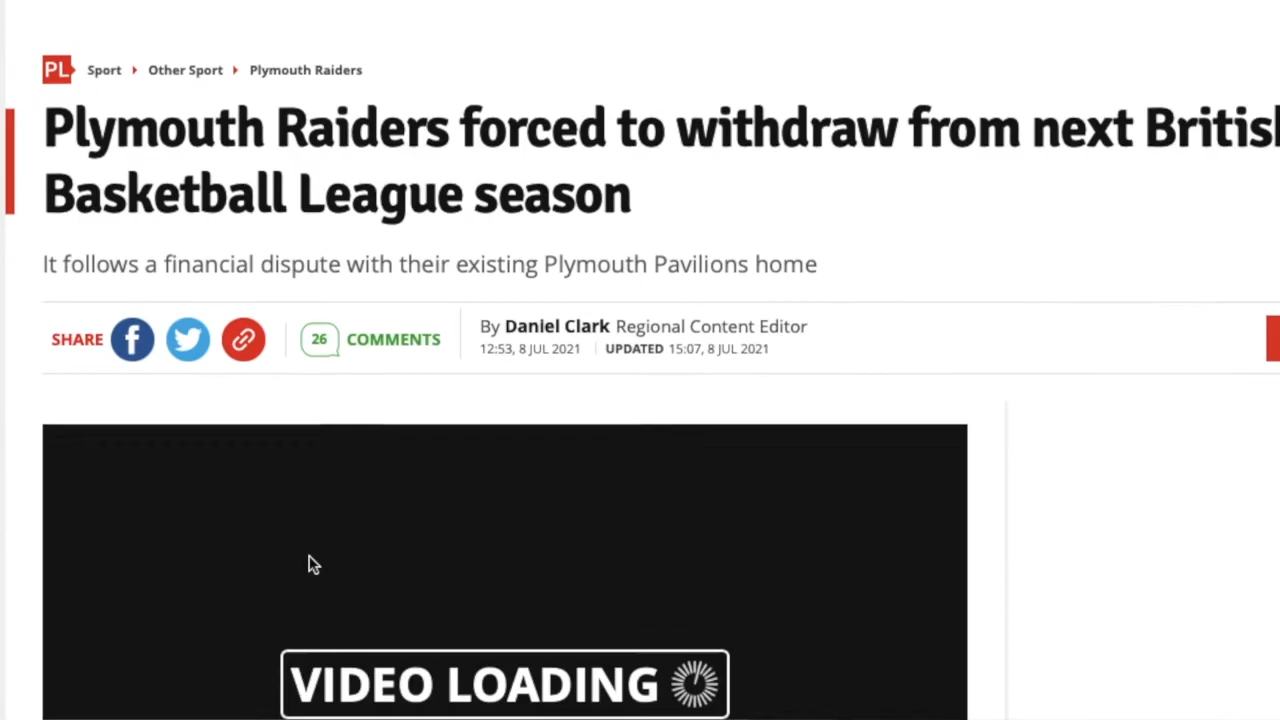 PL Sport Other Sport Plymouth Raiders
Plymouth Raiders forced to withdraw from next Britis
Basketball League season
It follows a financial dispute with their existing Plymouth Pavilions home
SHARE 26 COMMENTS
By Daniel Clark Regional Content Editor
12:53, 8 JUL 2021 UPDATED 15:07, 8 JUL 2021
VIDEO LOADING